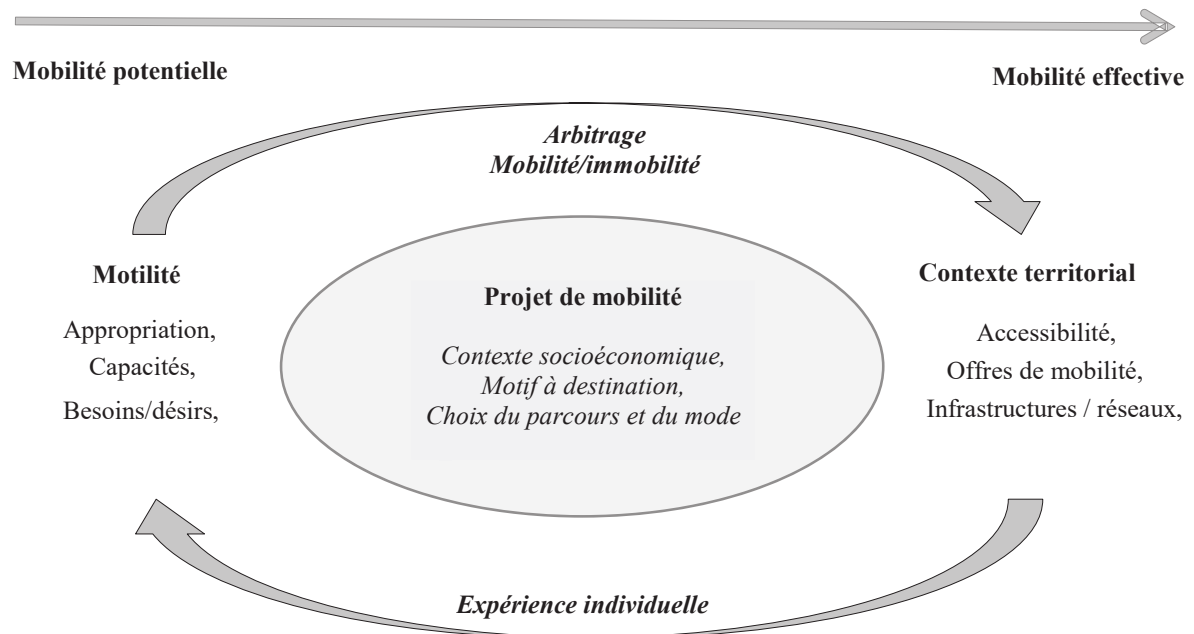 Mobilité potentielle
Mobilité effective
Arbitrage
Mobilité/immobilité
Motilité
Appropriation,
Capacités,
Besoins/désirs,
Projet de mobilité
Contexte socioéconomique,
Motif à destination,
Choix du parcours et du mode
Contexte territorial
Accessibilité,
Offres de mobilité,
Infrastructures / réseaux,
Expérience individuelle